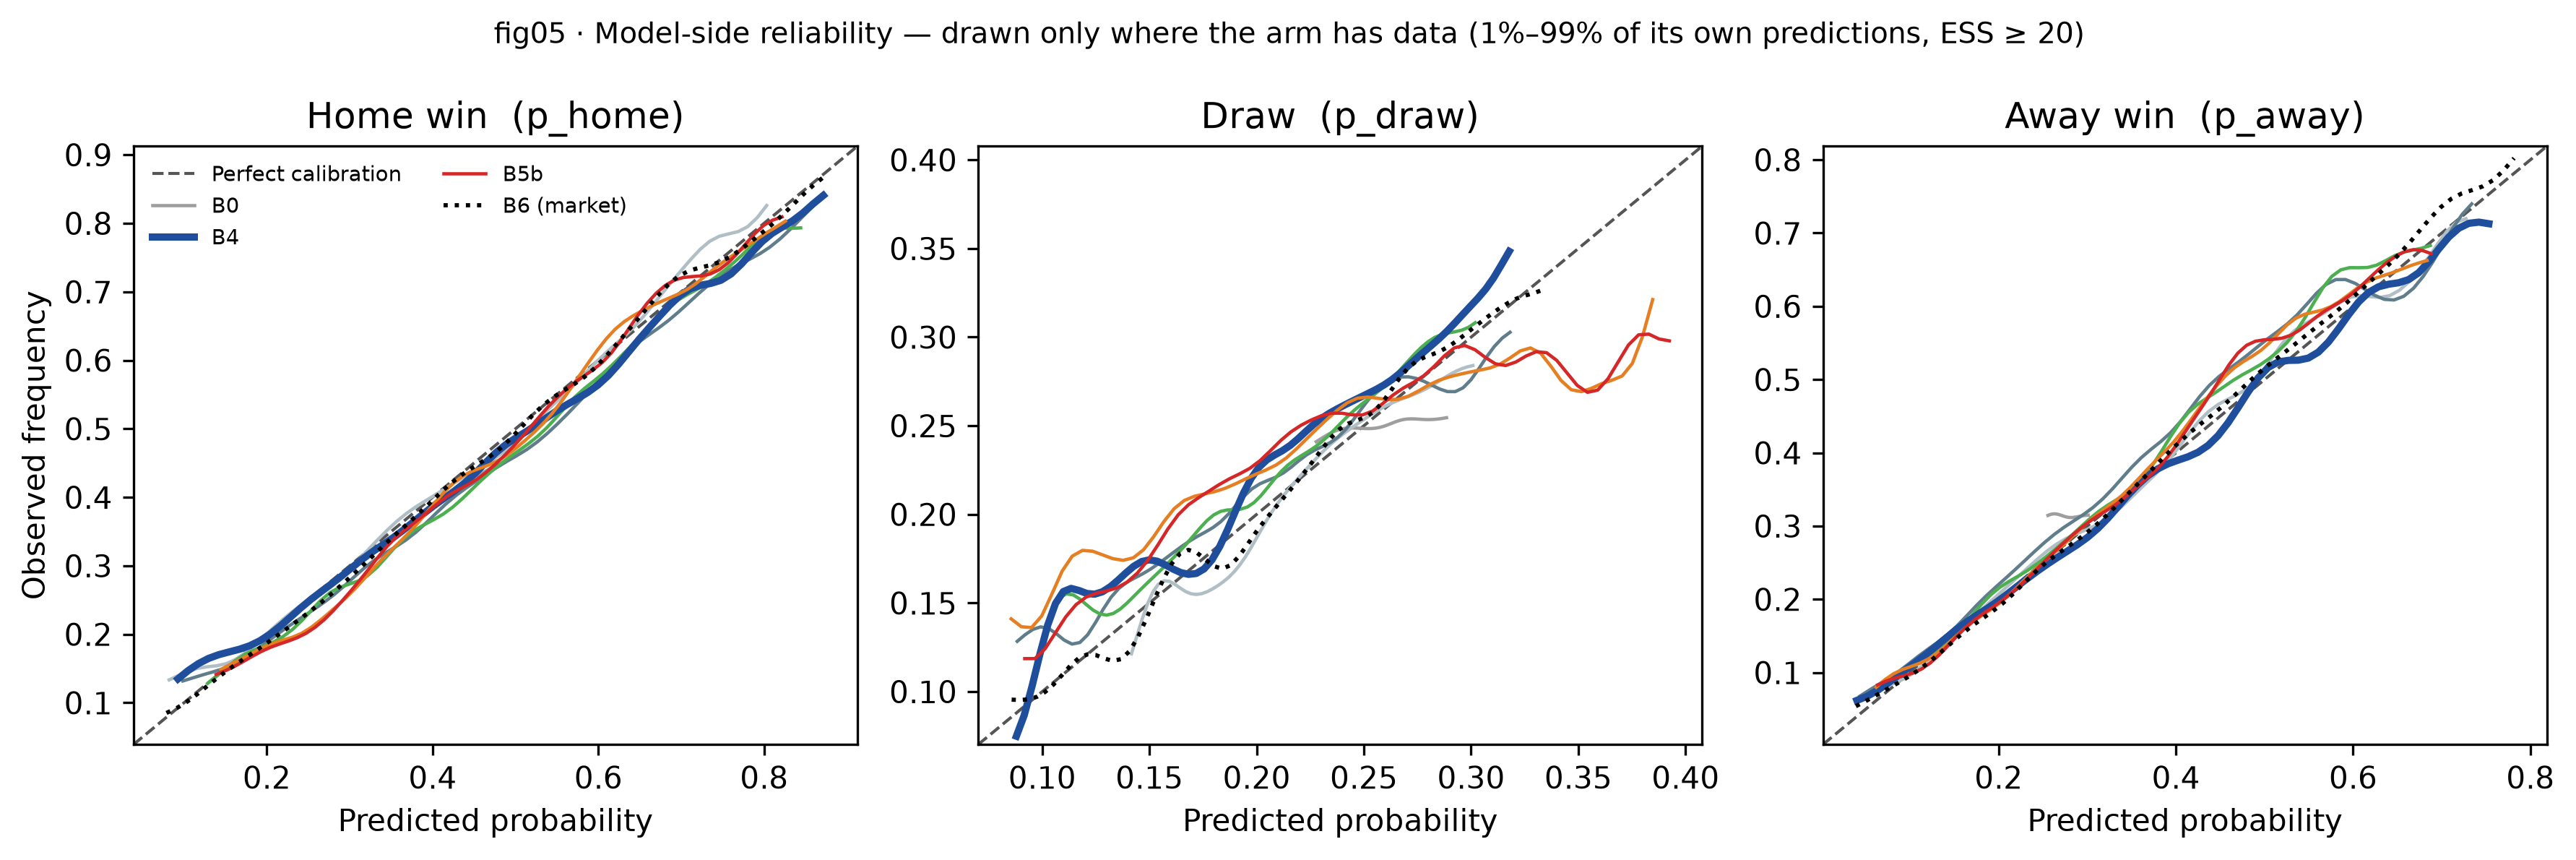 fig05 · Model-side reliability — drawn only where the arm has data (1%–99% of its own predictions, ESS ≥ 20)
Home win  (p_home)
0.9
0.8
0.7
0.6
0.5
0.4
0.3
0.2
0.1
Observed frequency
Perfect calibration
B0
B4
B5b
B6 (market)
0.2 0.4 0.6 0.8
Predicted probability
Draw  (p_draw)
0.40
0.35
0.30
0.25
0.20
0.15
0.10
0.10 0.15 0.20 0.25 0.30 0.35 0.40
Predicted probability
Away win  (p_away)
0.8
0.7
0.6
0.5
0.4
0.3
0.2
0.1
0.2 0.4 0.6 0.8
Predicted probability